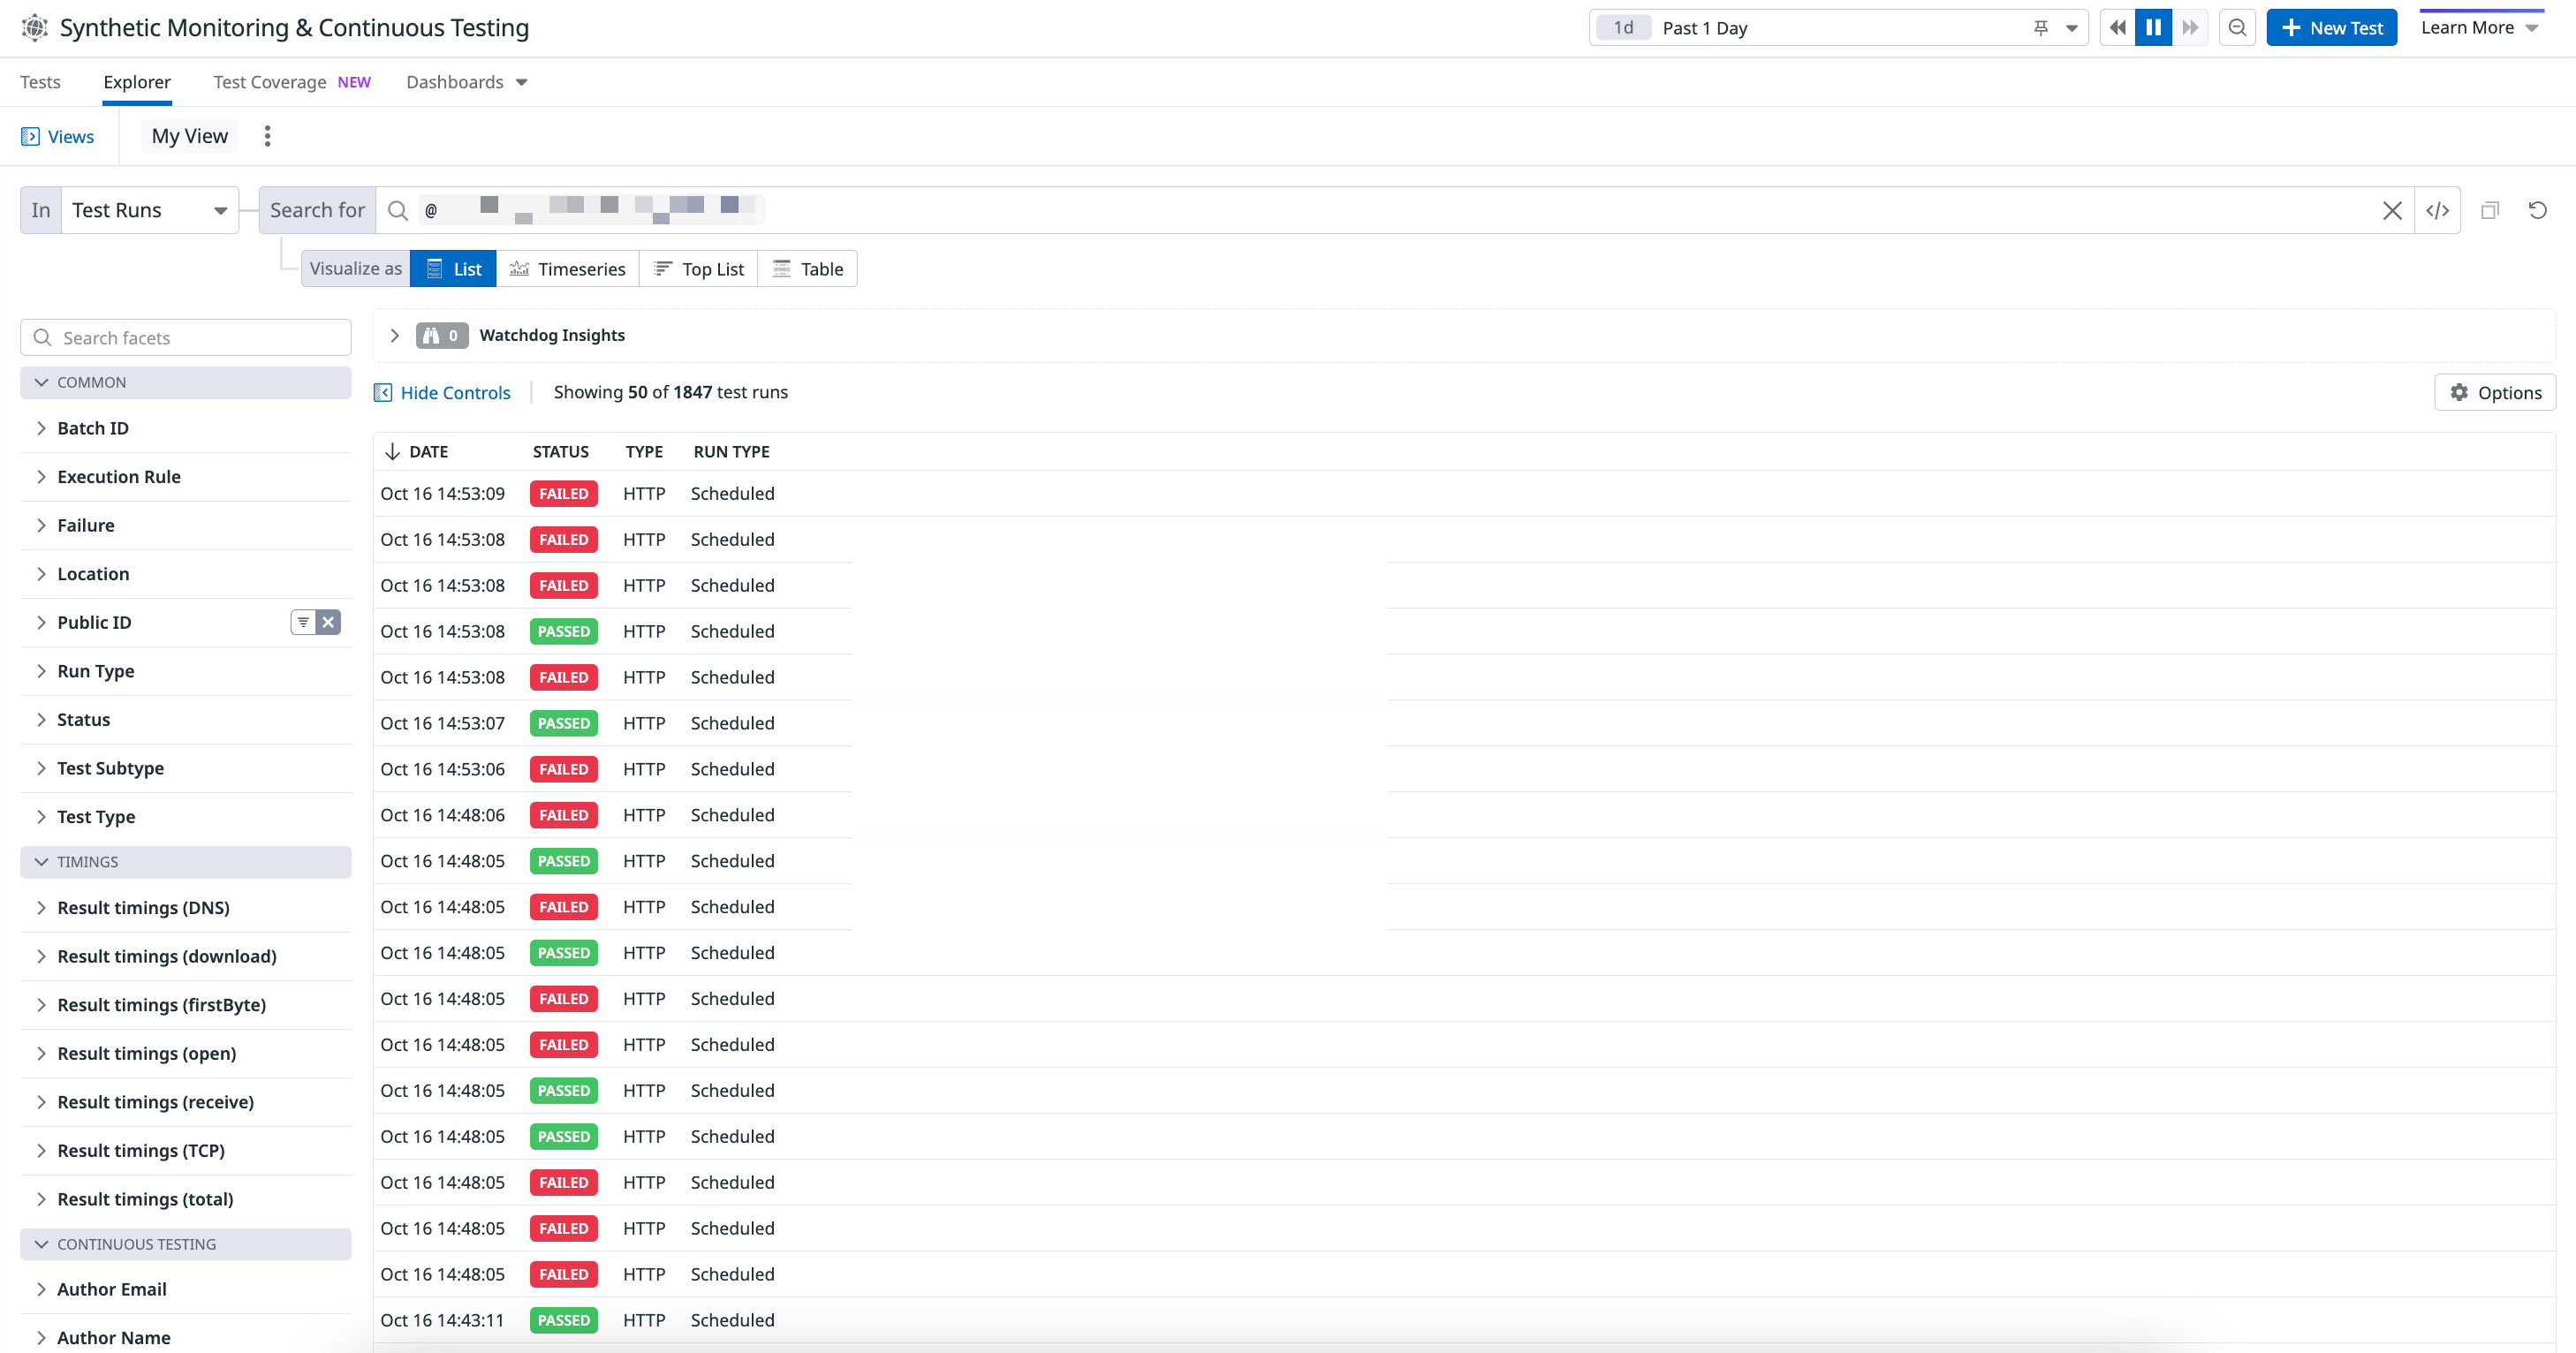 Synthetic Monitoring & Continuous Testing
1d Past 1 Day
New Test
Learn More
Tests Explorer Test Coverage NEW Dashboards
Views My View
In Test Runs Search for @
Visualize as List Timeseries Top List Table
Search facets
0 Watchdog Insights
COMMON
Hide Controls Showing 50 of 1847 test runs Options
Batch ID
Execution Rule
Failure
Location
Public ID
Run Type
Status
Test Subtype
Test Type
TIMINGS
Result timings (DNS)
Result timings (download)
Result timings (firstByte)
Result timings (open)
Result timings (receive)
Result timings (TCP)
Result timings (total)
CONTINUOUS TESTING
Author Email
Author Name
DATE STATUS TYPE RUN TYPE
Oct 16 14:53:09 FAILED HTTP Scheduled
Oct 16 14:53:08 FAILED HTTP Scheduled
Oct 16 14:53:08 FAILED HTTP Scheduled
Oct 16 14:53:08 PASSED HTTP Scheduled
Oct 16 14:53:08 FAILED HTTP Scheduled
Oct 16 14:53:07 PASSED HTTP Scheduled
Oct 16 14:53:06 FAILED HTTP Scheduled
Oct 16 14:48:06 FAILED HTTP Scheduled
Oct 16 14:48:05 PASSED HTTP Scheduled
Oct 16 14:48:05 FAILED HTTP Scheduled
Oct 16 14:48:05 PASSED HTTP Scheduled
Oct 16 14:48:05 FAILED HTTP Scheduled
Oct 16 14:48:05 FAILED HTTP Scheduled
Oct 16 14:48:05 PASSED HTTP Scheduled
Oct 16 14:48:05 PASSED HTTP Scheduled
Oct 16 14:48:05 FAILED HTTP Scheduled
Oct 16 14:48:05 FAILED HTTP Scheduled
Oct 16 14:48:05 FAILED HTTP Scheduled
Oct 16 14:43:11 PASSED HTTP Scheduled